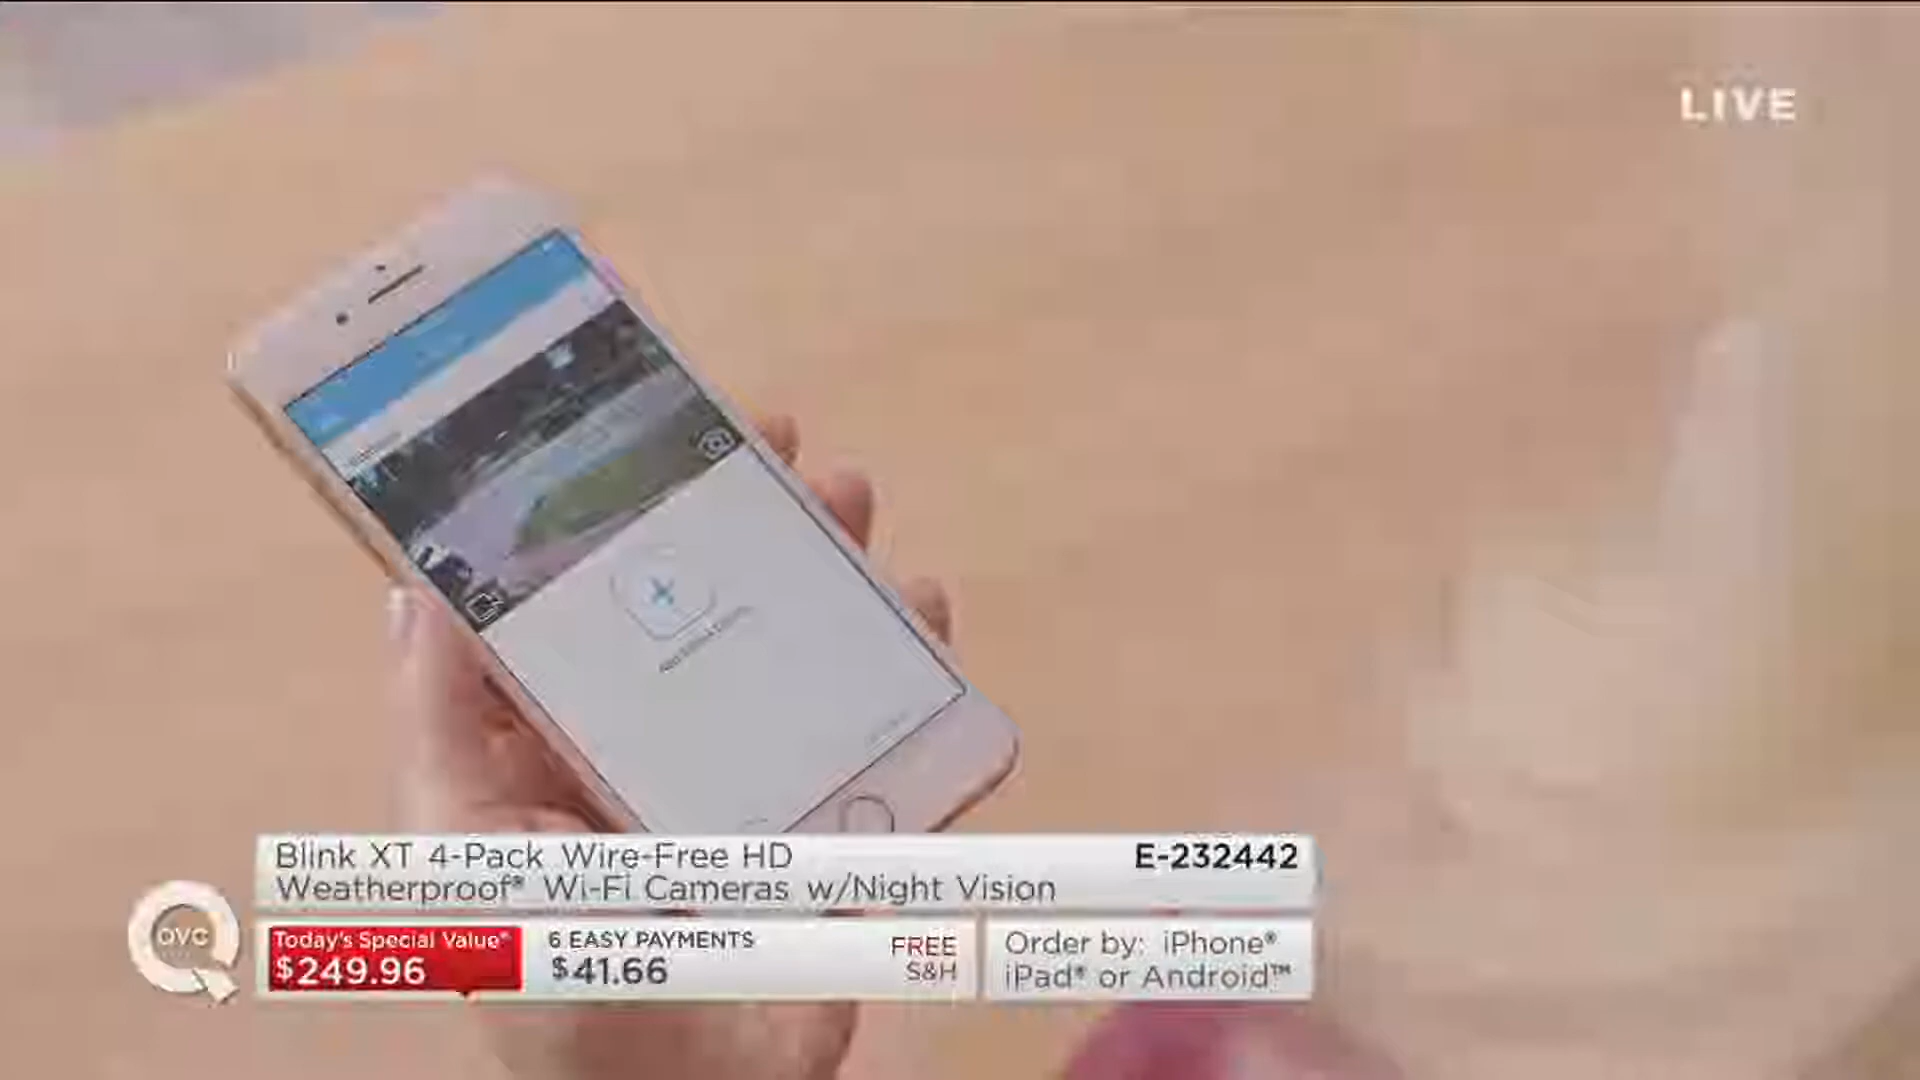 LIVE
Blink XT 4-Pack Wire-Free HD
Weatherproof® Wi-Fi Cameras w/Night Vision
E-232442
QVC
Today's Special Value®
$249.96
6 EASY PAYMENTS
$41.66
FREE
S&H
Order by: iPhone®
iPad® or Android™